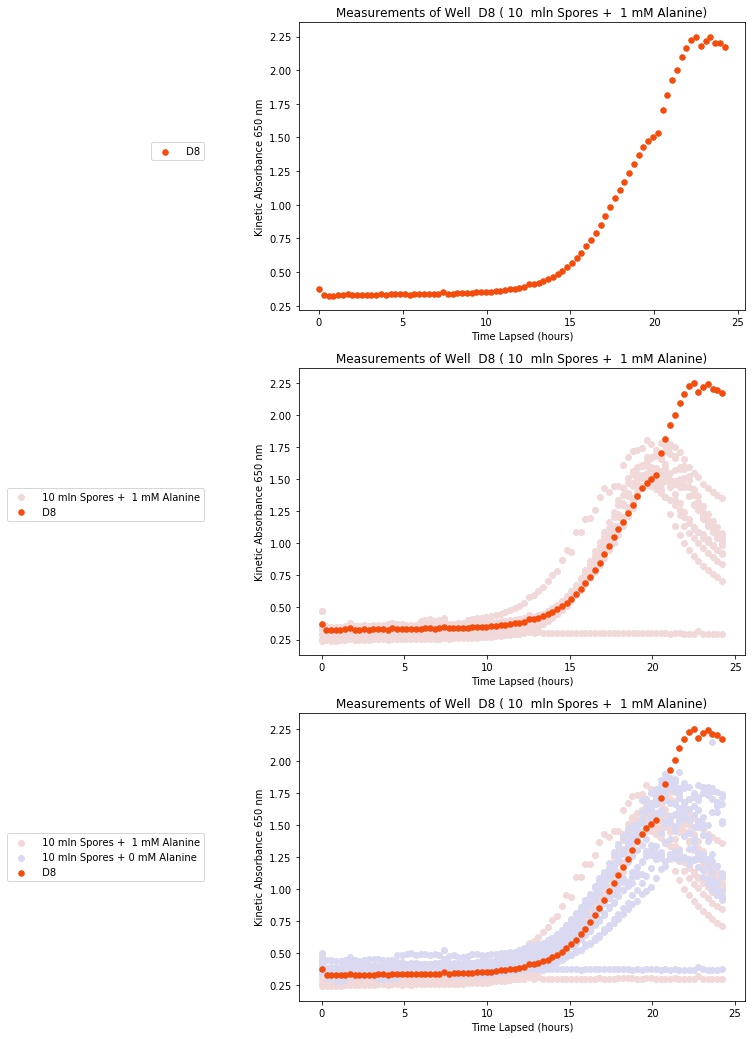 Measurements of Well D8 ( 10 mln Spores + 1 mM Alanine)
2.25
2.00
1.75
1.50
1.25
1.00
0.75
0.50
0.25
Kinetic Absorbance 650 nm
D8
0 5 10 15 20 25
Time Lapsed (hours)
Measurements of Well D8 ( 10 mln Spores + 1 mM Alanine)
2.25
2.00
1.75
1.50
1.25
1.00
0.75
0.50
0.25
Kinetic Absorbance 650 nm
10 mln Spores + 1 mM Alanine
D8
0 5 10 15 20 25
Time Lapsed (hours)
Measurements of Well D8 ( 10 mln Spores + 1 mM Alanine)
2.25
2.00
1.75
1.50
1.25
1.00
0.75
0.50
0.25
Kinetic Absorbance 650 nm
10 mln Spores + 1 mM Alanine
10 mln Spores + 0 mM Alanine
D8
0 5 10 15 20 25
Time Lapsed (hours)